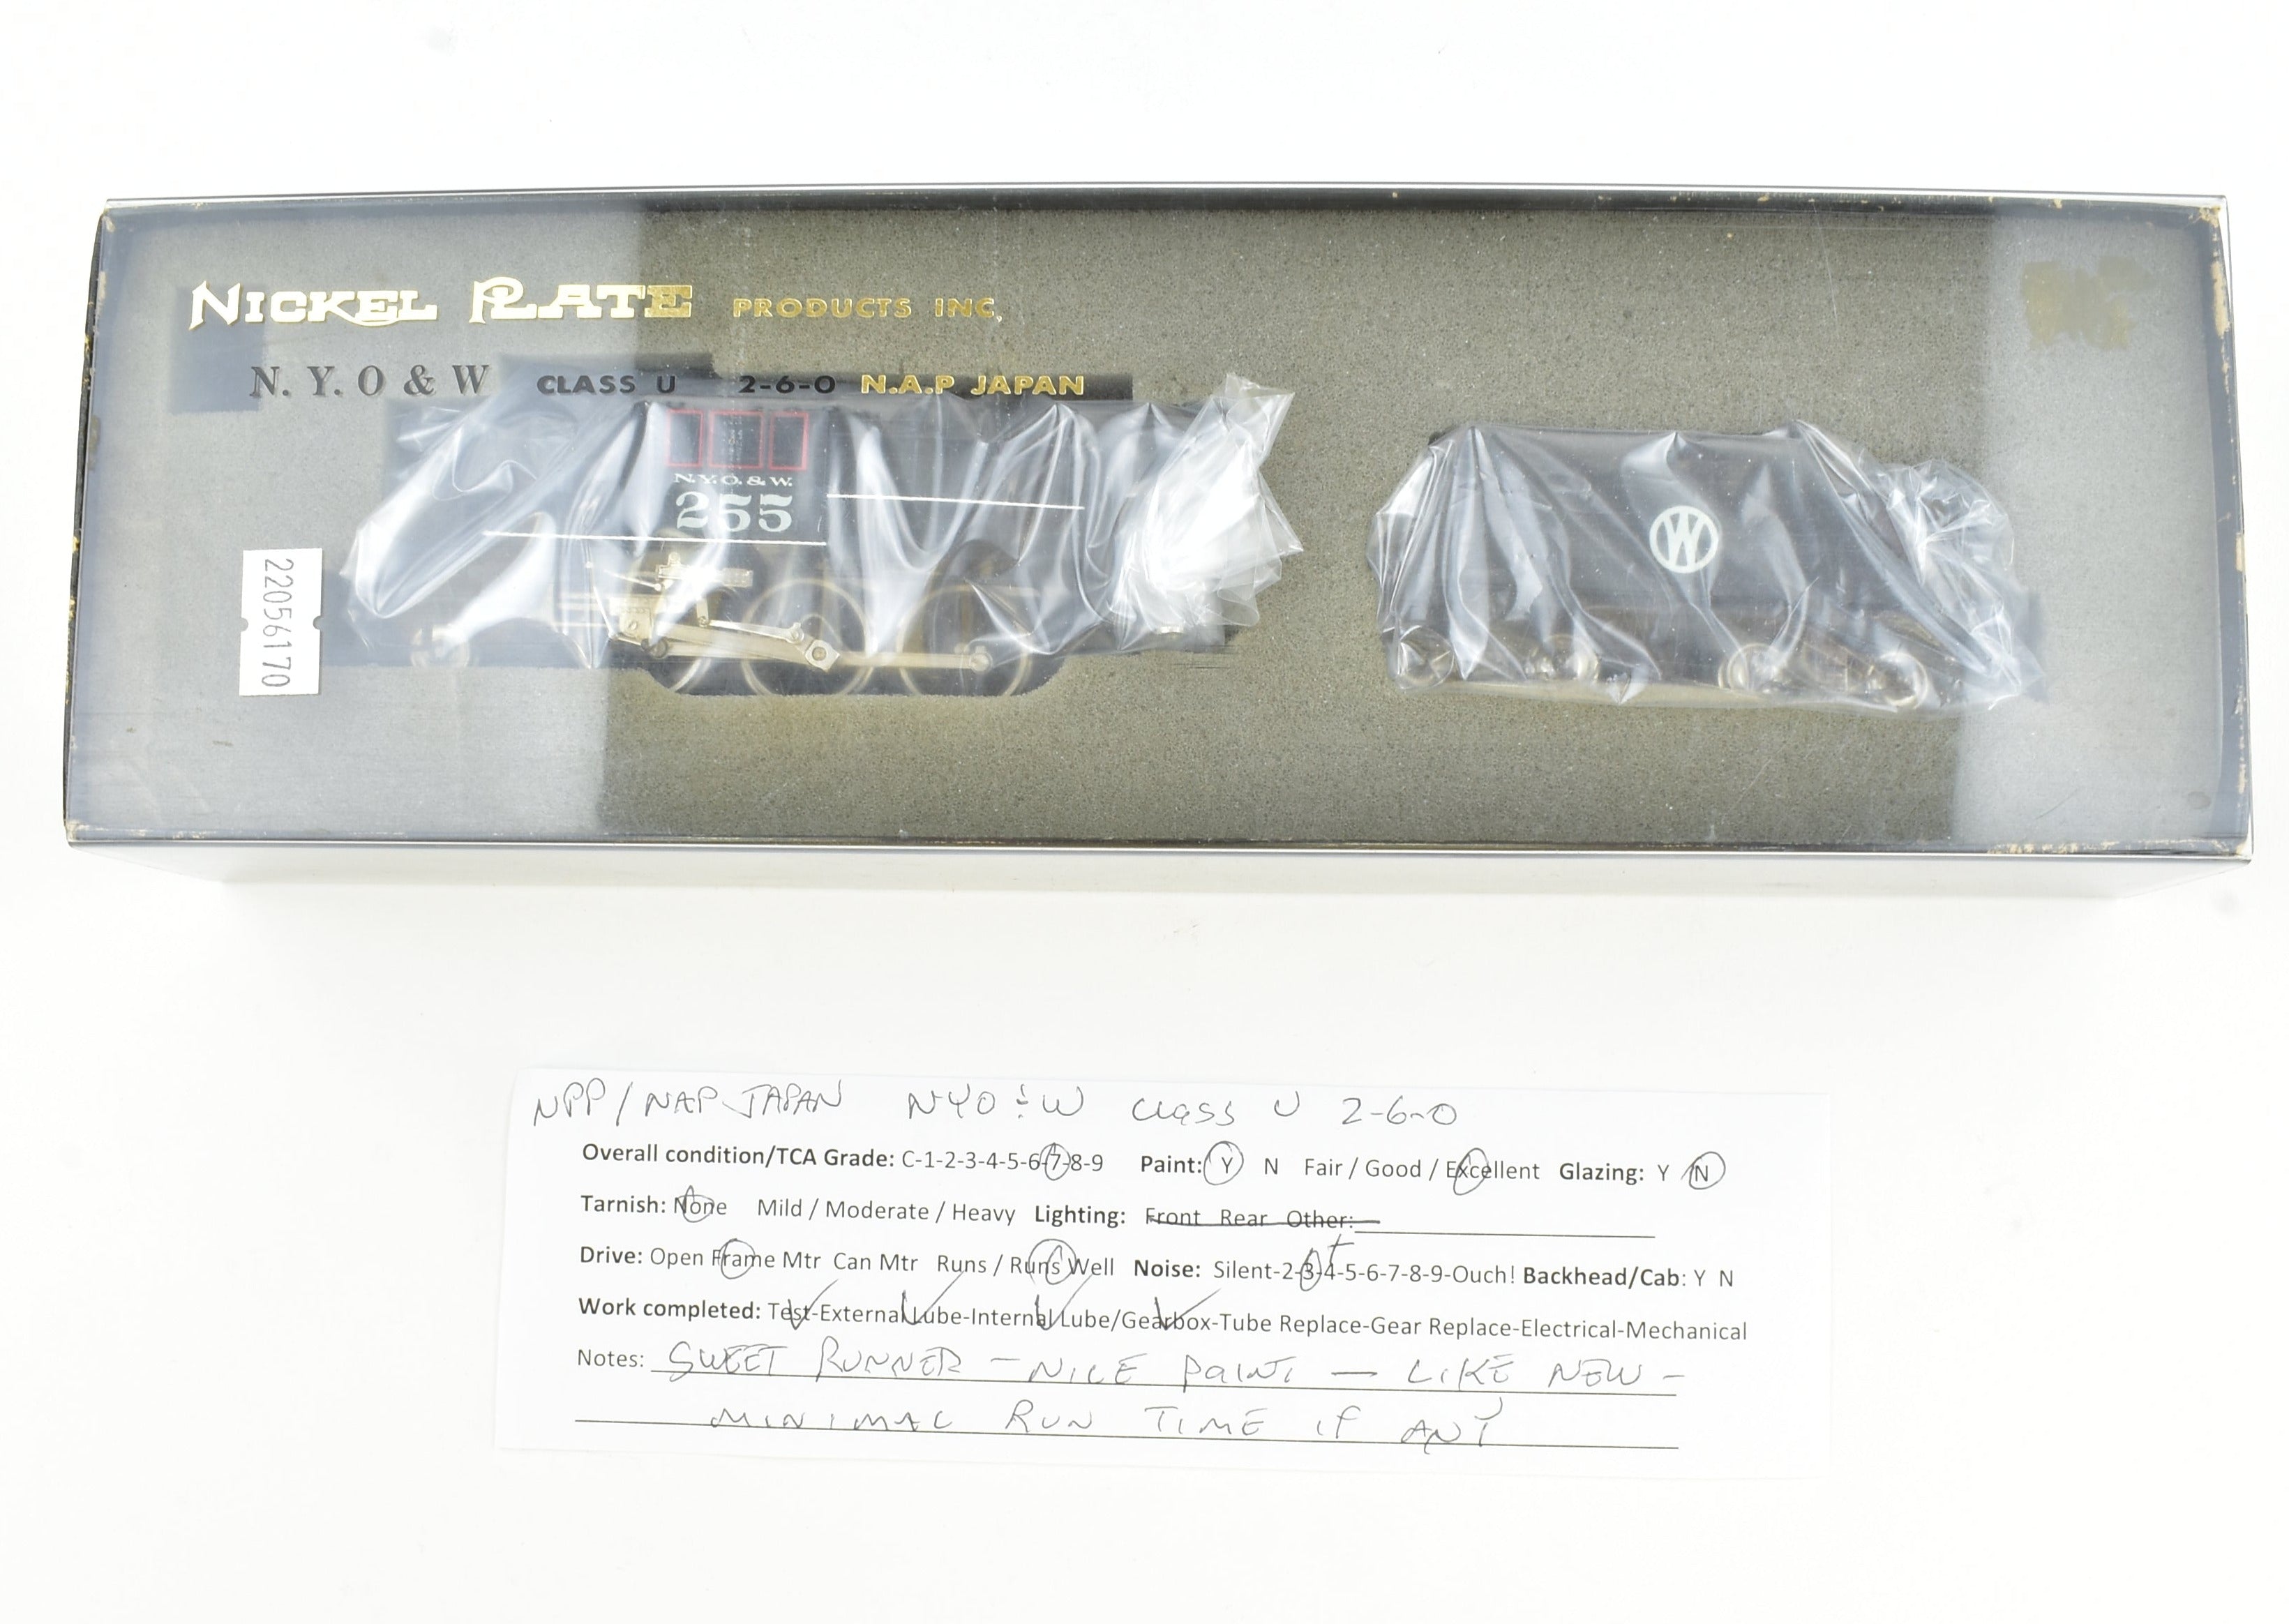 NICKEL PLATE PRODUCTS INC.
N. Y. O & W CLASS U 2-6-0 N.A.P JAPAN
N.Y.O. & W.
255
W
22056170
NPP / NAP JAPAN NYO & W Class U 2-6-0
Overall condition/TCA Grade: C-1-2-3-4-5-6-7-8-9 Paint: Y N Fair / Good / Excellent Glazing: Y N
Tarnish: None Mild / Moderate / Heavy Lighting: Front Rear Other:
Drive: Open Frame Mtr Can Mtr Runs / Runs Well Noise: Silent-2-3-4-5-6-7-8-9-Ouch! Backhead/Cab: Y N
Work completed: Test-External Lube-Internal Lube/Gearbox-Tube Replace-Gear Replace-Electrical-Mechanical
Notes: SWEET RUNNER - NICE PAINT - LIKE NEW -
MINIMAL RUN TIME IF ANY